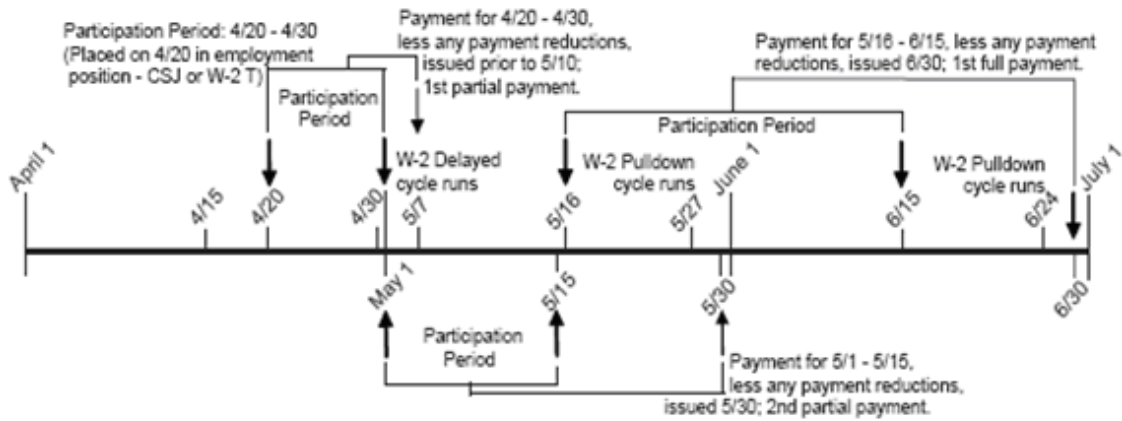 Participation Period: 4/20 - 4/30
(Placed on 4/20 in employment
position - CSJ or W-2 T)
Payment for 4/20 - 4/30,
less any payment reductions,
issued prior to 5/10;
1st partial payment.
Payment for 5/16 - 6/15, less any payment
reductions, issued 6/30; 1st full payment.
Participation
Period
Participation Period
W-2 Delayed
cycle runs
W-2 Pulldown
cycle runs
W-2 Pulldown
cycle runs
April 1
4/15
4/20
4/30
5/7
5/16
5/27
June 1
6/15
6/24
July 1
May 1
5/15
5/30
6/30
Participation
Period
Payment for 5/1 - 5/15,
less any payment reductions,
issued 5/30; 2nd partial payment.